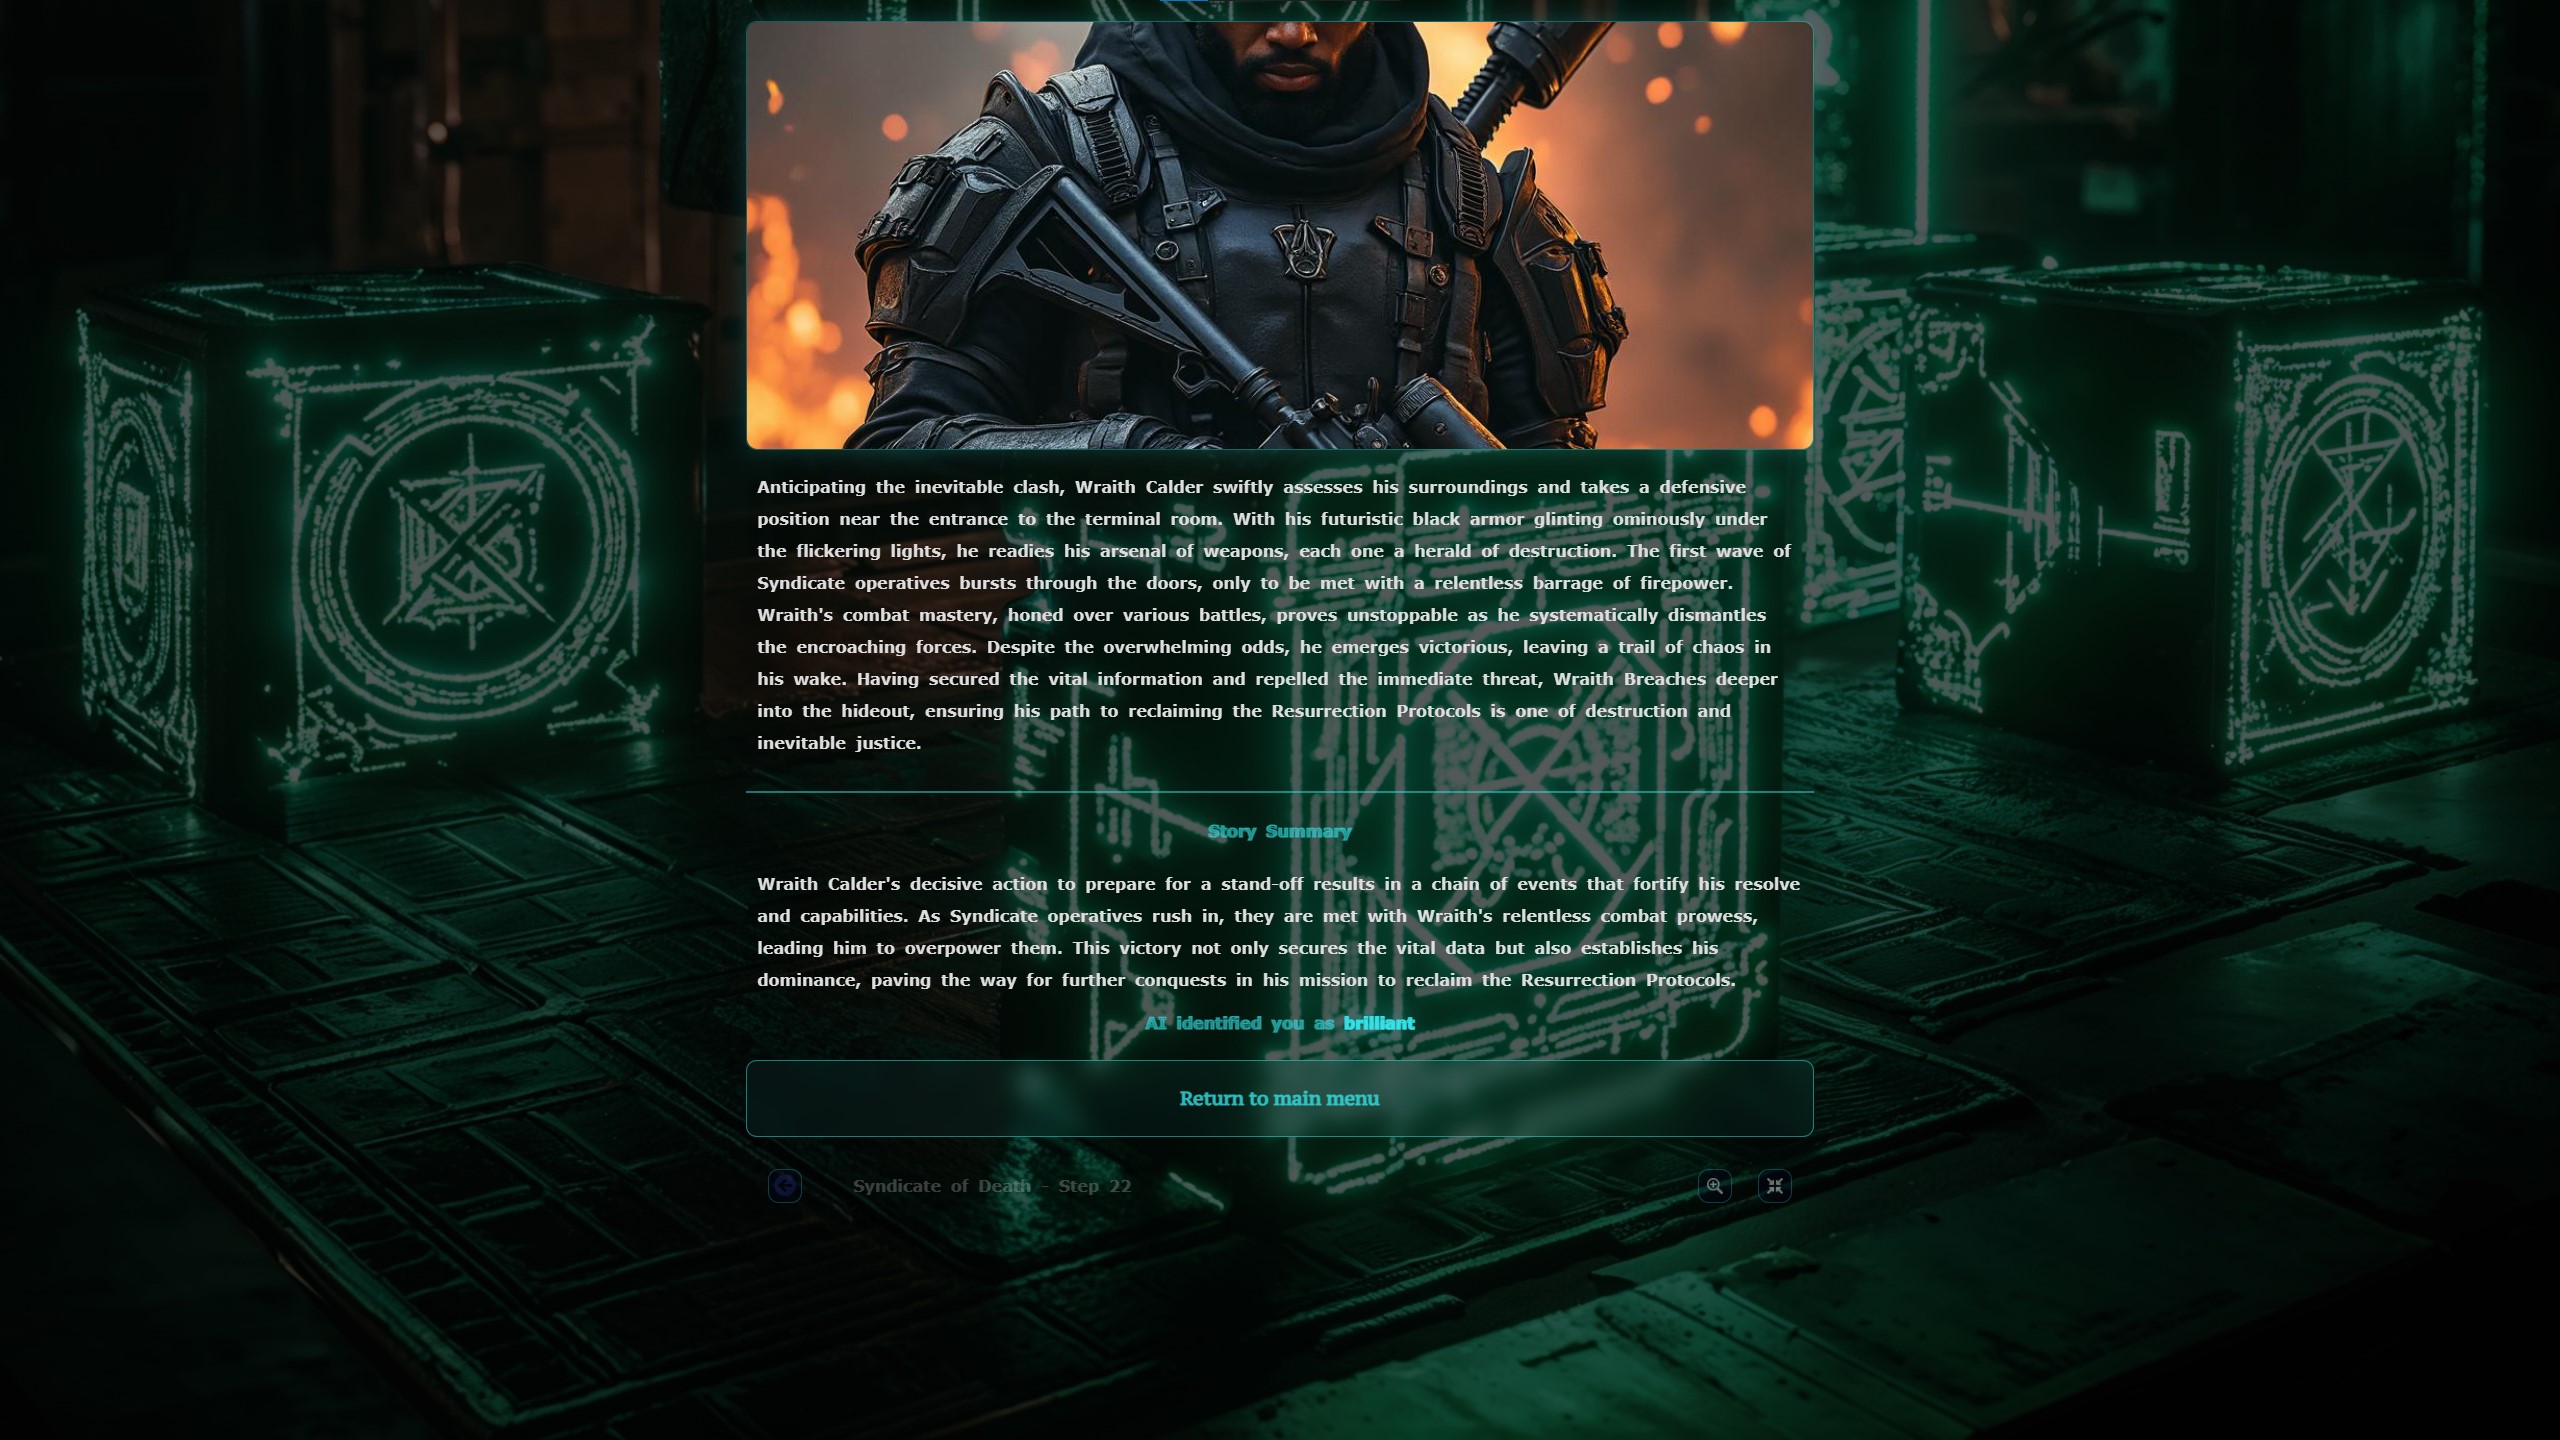 Anticipating the inevitable clash, Wraith Calder swiftly assesses his surroundings and takes a defensive
position near the entrance to the terminal room. With his futuristic black armor glinting ominously under
the flickering lights, he readies his arsenal of weapons, each one a herald of destruction. The first wave of
Syndicate operatives bursts through the doors, only to be met with a relentless barrage of firepower.
Wraith's combat mastery, honed over various battles, proves unstoppable as he systematically dismantles
the encroaching forces. Despite the overwhelming odds, he emerges victorious, leaving a trail of chaos in
his wake. Having secured the vital information and repelled the immediate threat, Wraith Breaches deeper
into the hideout, ensuring his path to reclaiming the Resurrection Protocols is one of destruction and
inevitable justice.
Story Summary
Wraith Calder's decisive action to prepare for a stand-off results in a chain of events that fortify his resolve
and capabilities. As Syndicate operatives rush in, they are met with Wraith's relentless combat prowess,
leading him to overpower them. This victory not only secures the vital data but also establishes his
dominance, paving the way for further conquests in his mission to reclaim the Resurrection Protocols.
AI identified you as brilliant
Return to main menu
Syndicate of Death - Step 22